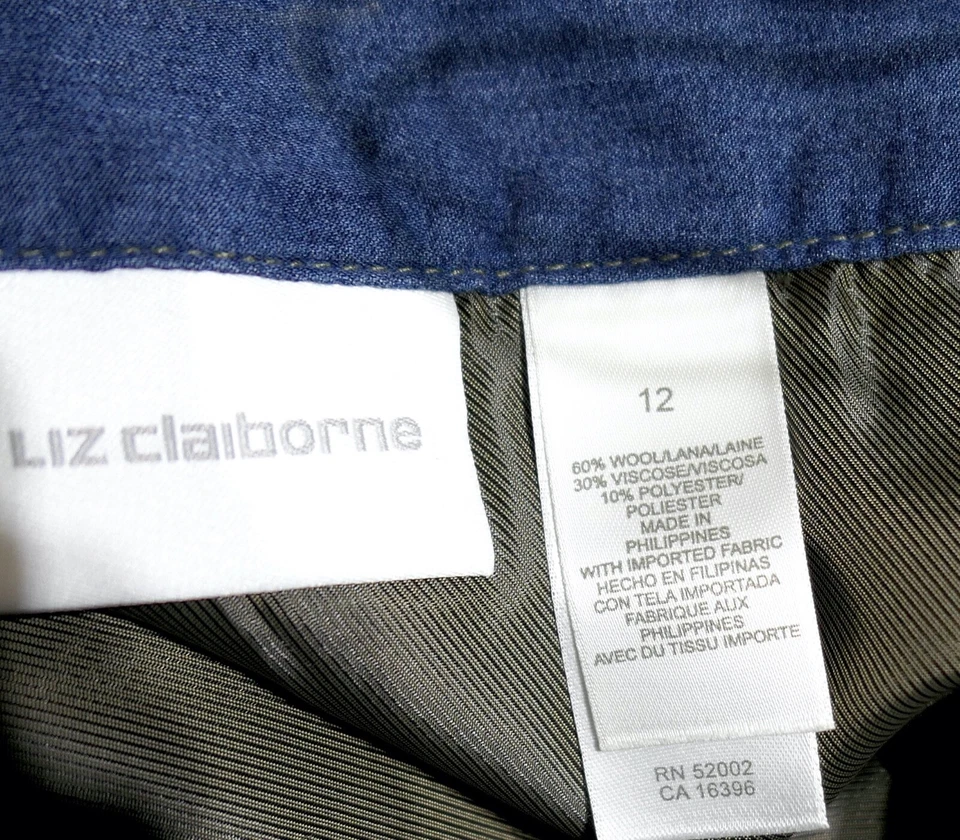 LIZ claiborne
12
60% WOOL/LANA/LAINE
30% VISCOSE/VISCOSA
10% POLYESTER/
POLIESTER
MADE IN
PHILIPPINES
WITH IMPORTED FABRIC
HECHO EN FILIPINAS
CON TELA IMPORTADA
FABRIQUE AUX
PHILIPPINES
AVEC DU TISSU IMPORTE
RN 52002
CA 16396